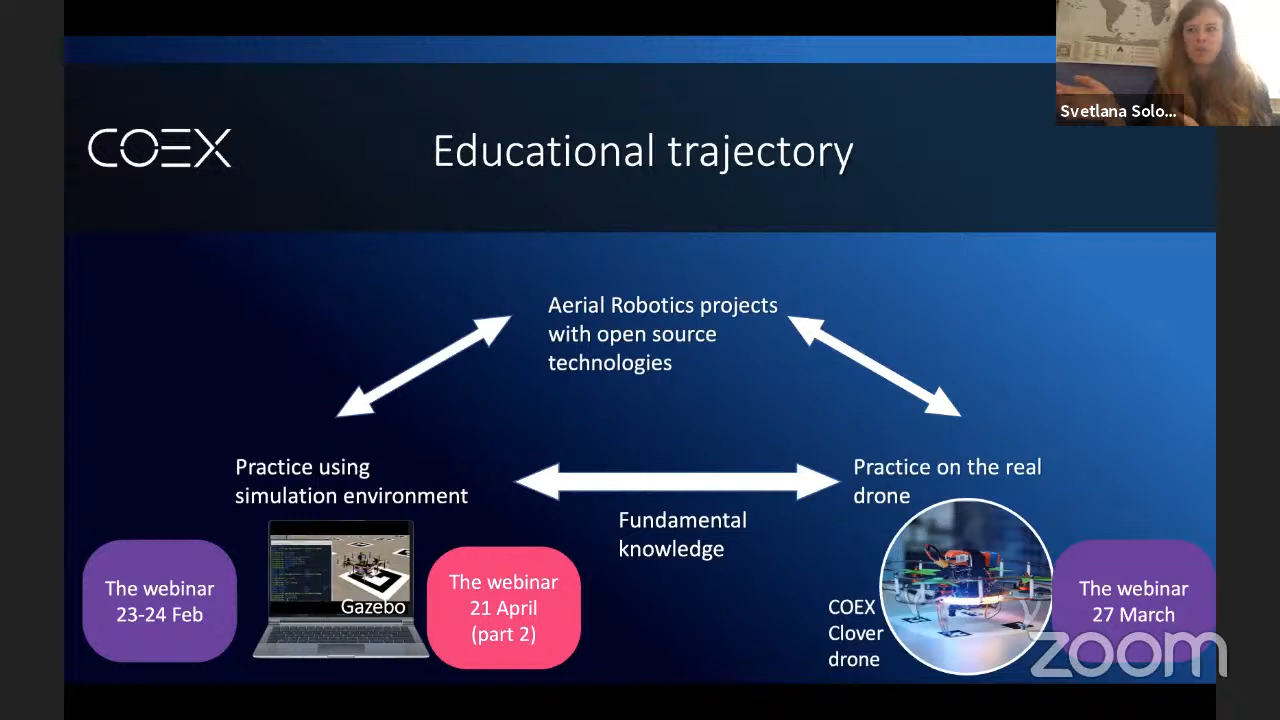 Svetlana Solo...
COEX
Educational trajectory
Aerial Robotics projects
with open source
technologies
Practice using
simulation environment
Practice on the real
drone
Fundamental
knowledge
The webinar
23-24 Feb
Gazebo
The webinar
21 April
(part 2)
COEX
Clover
drone
The webinar
27 March
zoom